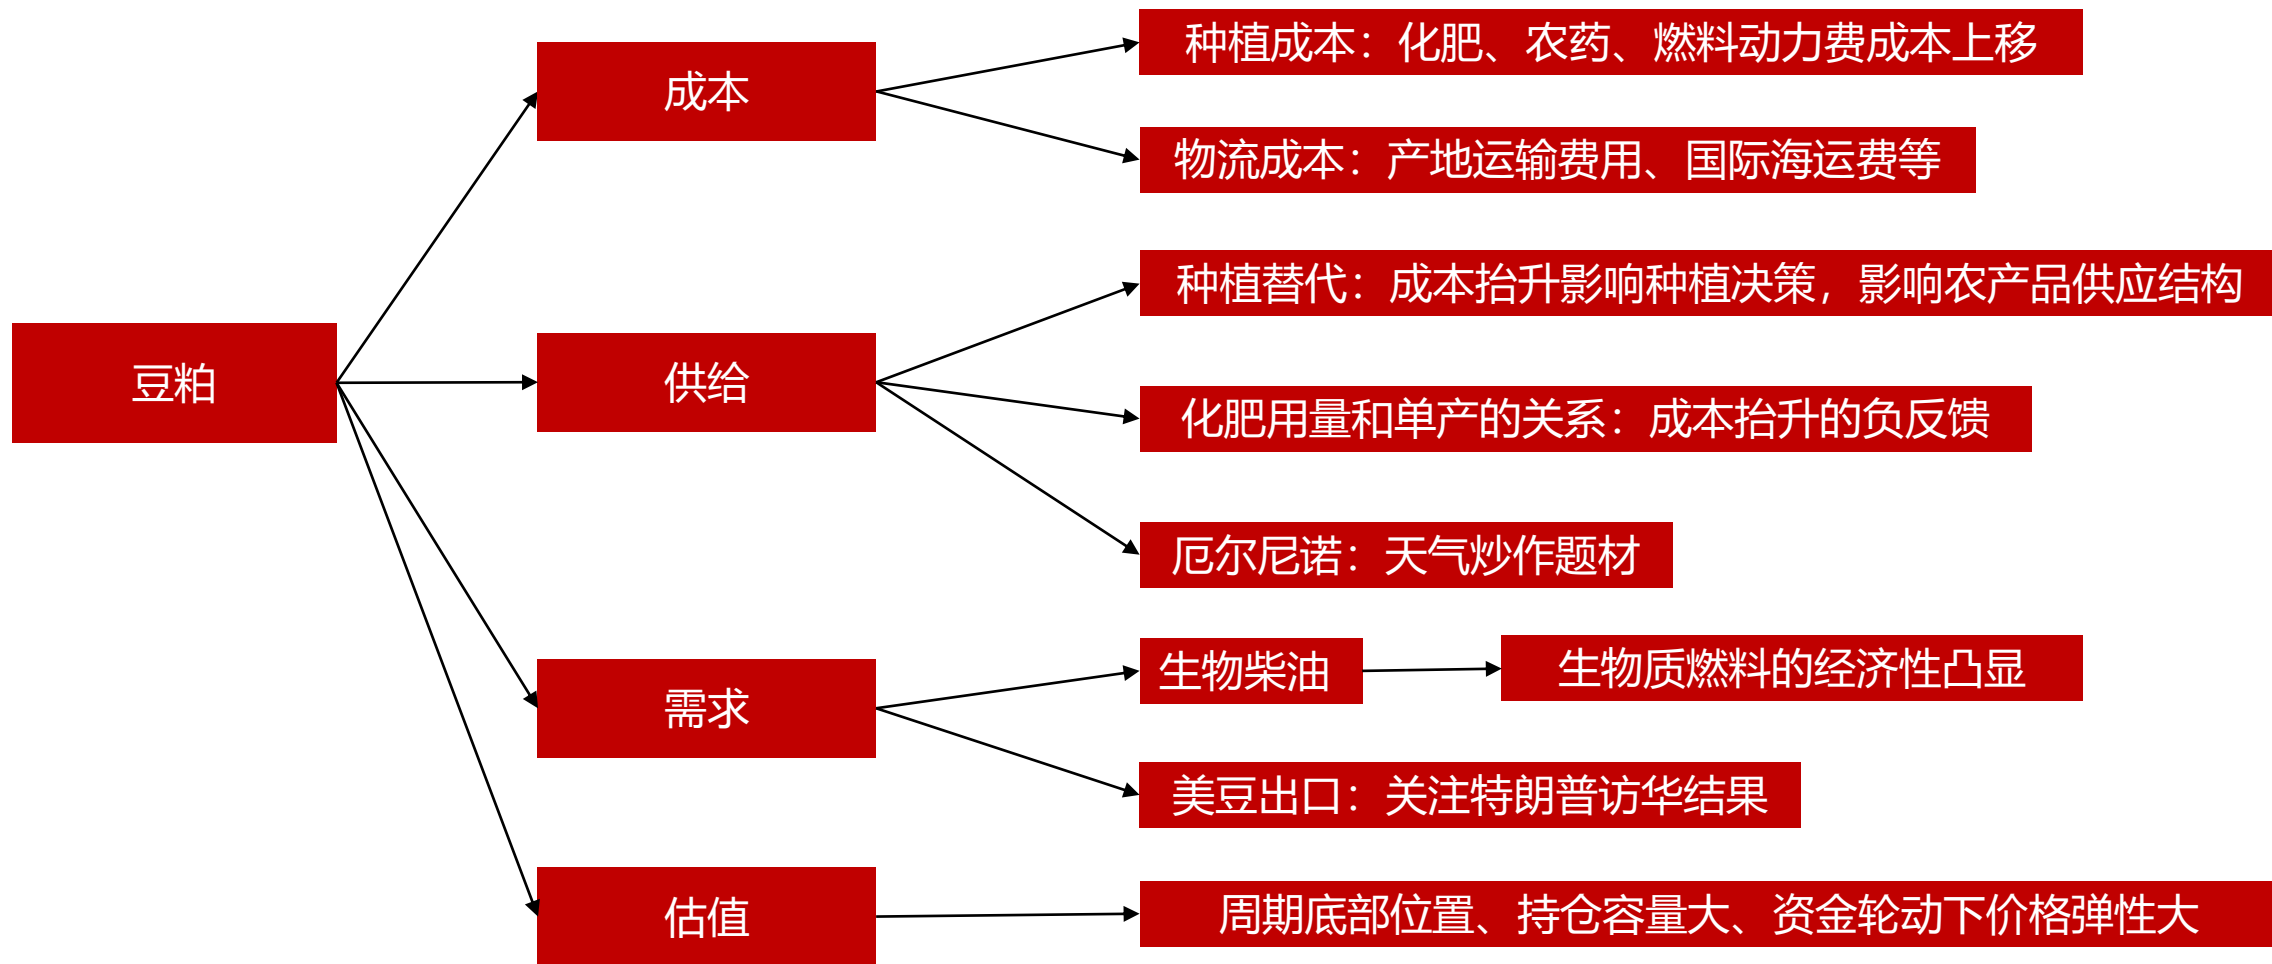 豆粕
成本
种植成本：化肥、农药、燃料动力费成本上移
物流成本：产地运输费用、国际海运费等
供给
种植替代：成本抬升影响种植决策，影响农产品供应结构
化肥用量和单产的关系：成本抬升的负反馈
厄尔尼诺：天气炒作题材
需求
生物柴油
生物质燃料的经济性凸显
美豆出口：关注特朗普访华结果
估值
周期底部位置、持仓容量大、资金轮动下价格弹性大